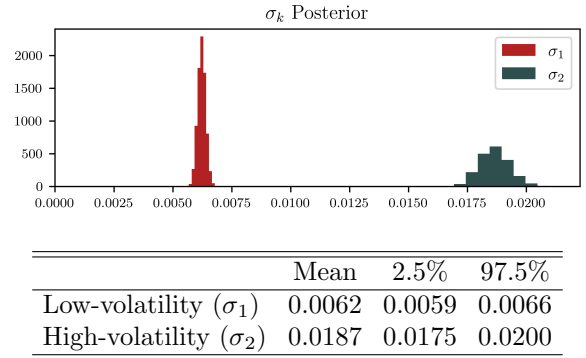 σₖ Posterior
2000
1500
1000
500
0
σ₁
σ₂
0.0000 0.0025 0.0050 0.0075 0.0100 0.0125 0.0150 0.0175 0.0200
Mean 2.5% 97.5%
Low-volatility (σ₁) 0.0062 0.0059 0.0066
High-volatility (σ₂) 0.0187 0.0175 0.0200